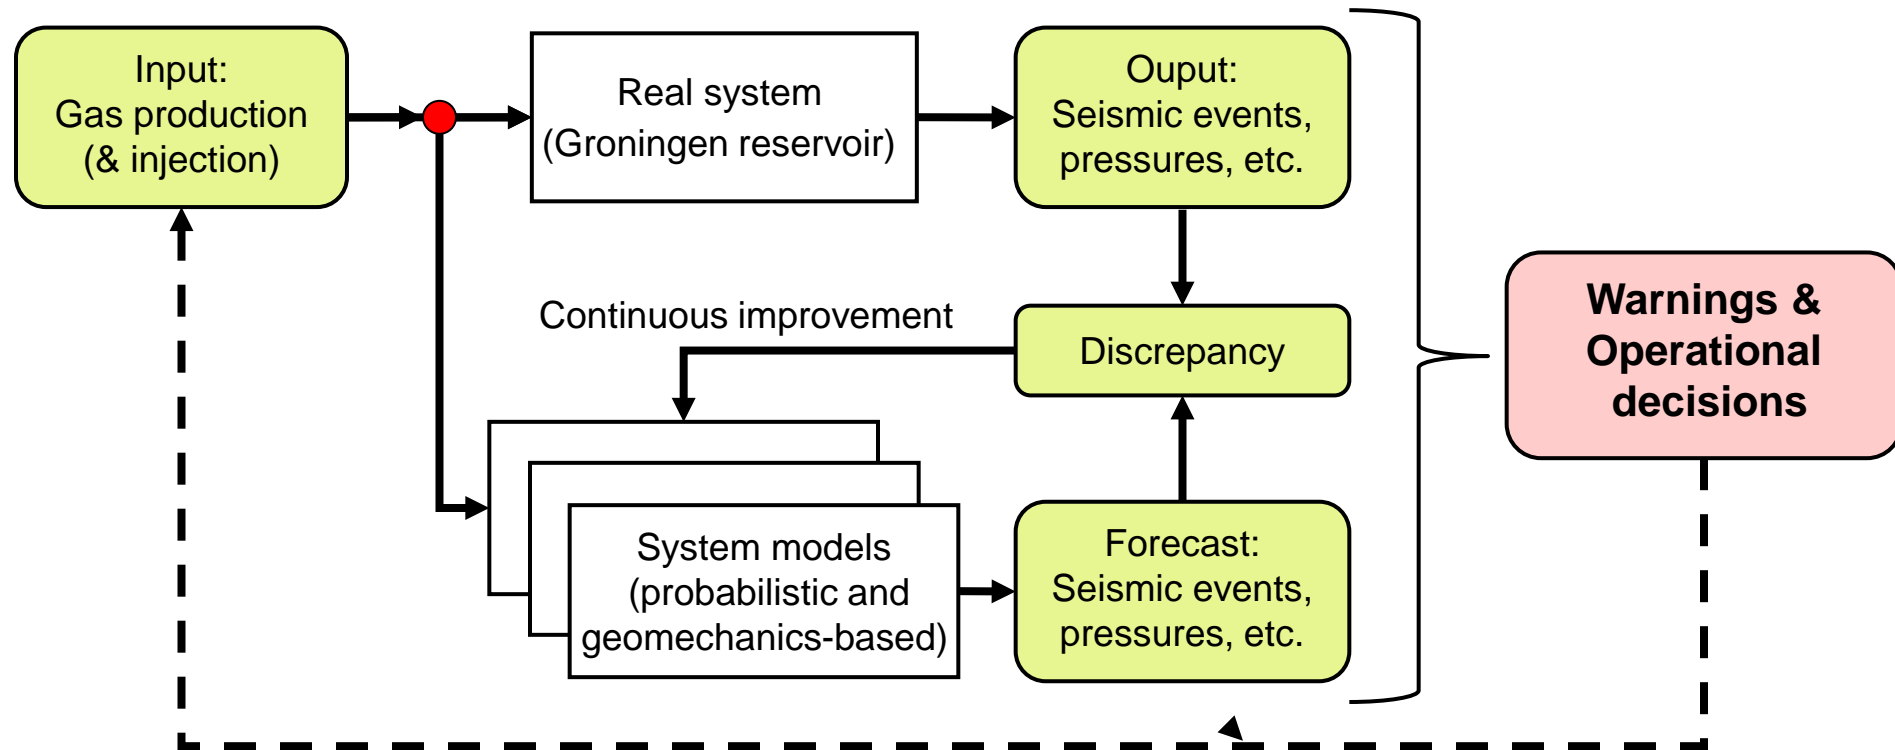 Input:
Gas production
(& injection)
Real system
(Groningen reservoir)
Ouput:
Seismic events,
pressures, etc.
Continuous improvement
Discrepancy
Warnings &
Operational
decisions
System models
(probabilistic and
geomechanics-based)
Forecast:
Seismic events,
pressures, etc.